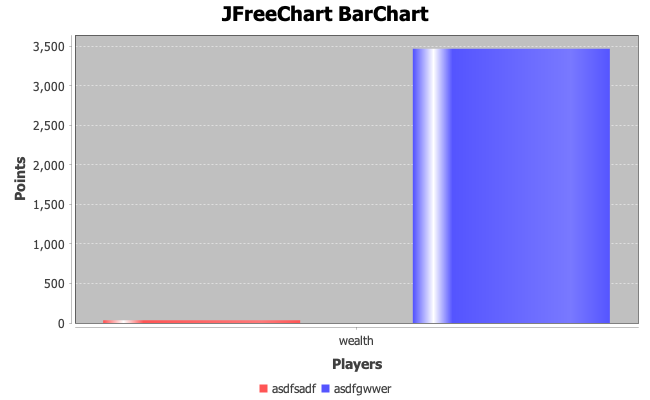 JFreeChart BarChart
Points
3,500
3,000
2,500
2,000
1,500
1,000
500
0
wealth
Players
asdfsadf asdfgwwer